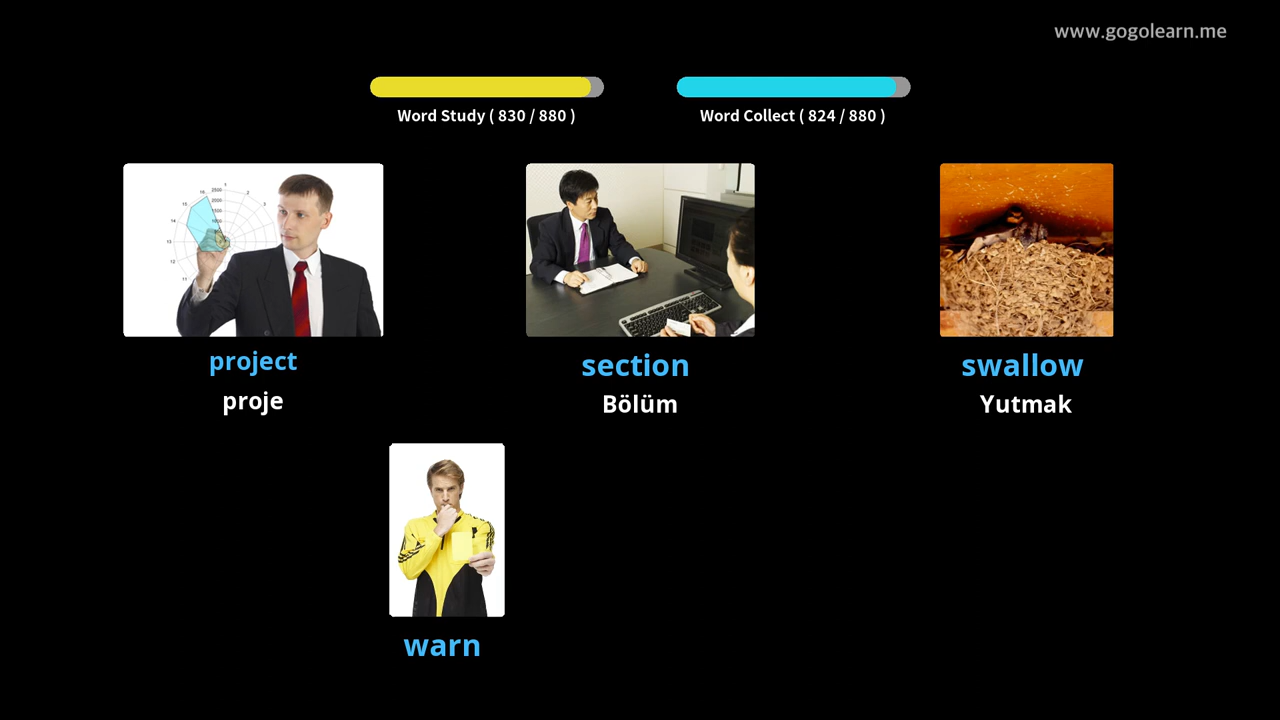 www.gogolearn.me
Word Study ( 830 / 880 )
Word Collect ( 824 / 880 )
project
proje
section
Bölüm
swallow
Yutmak
warn